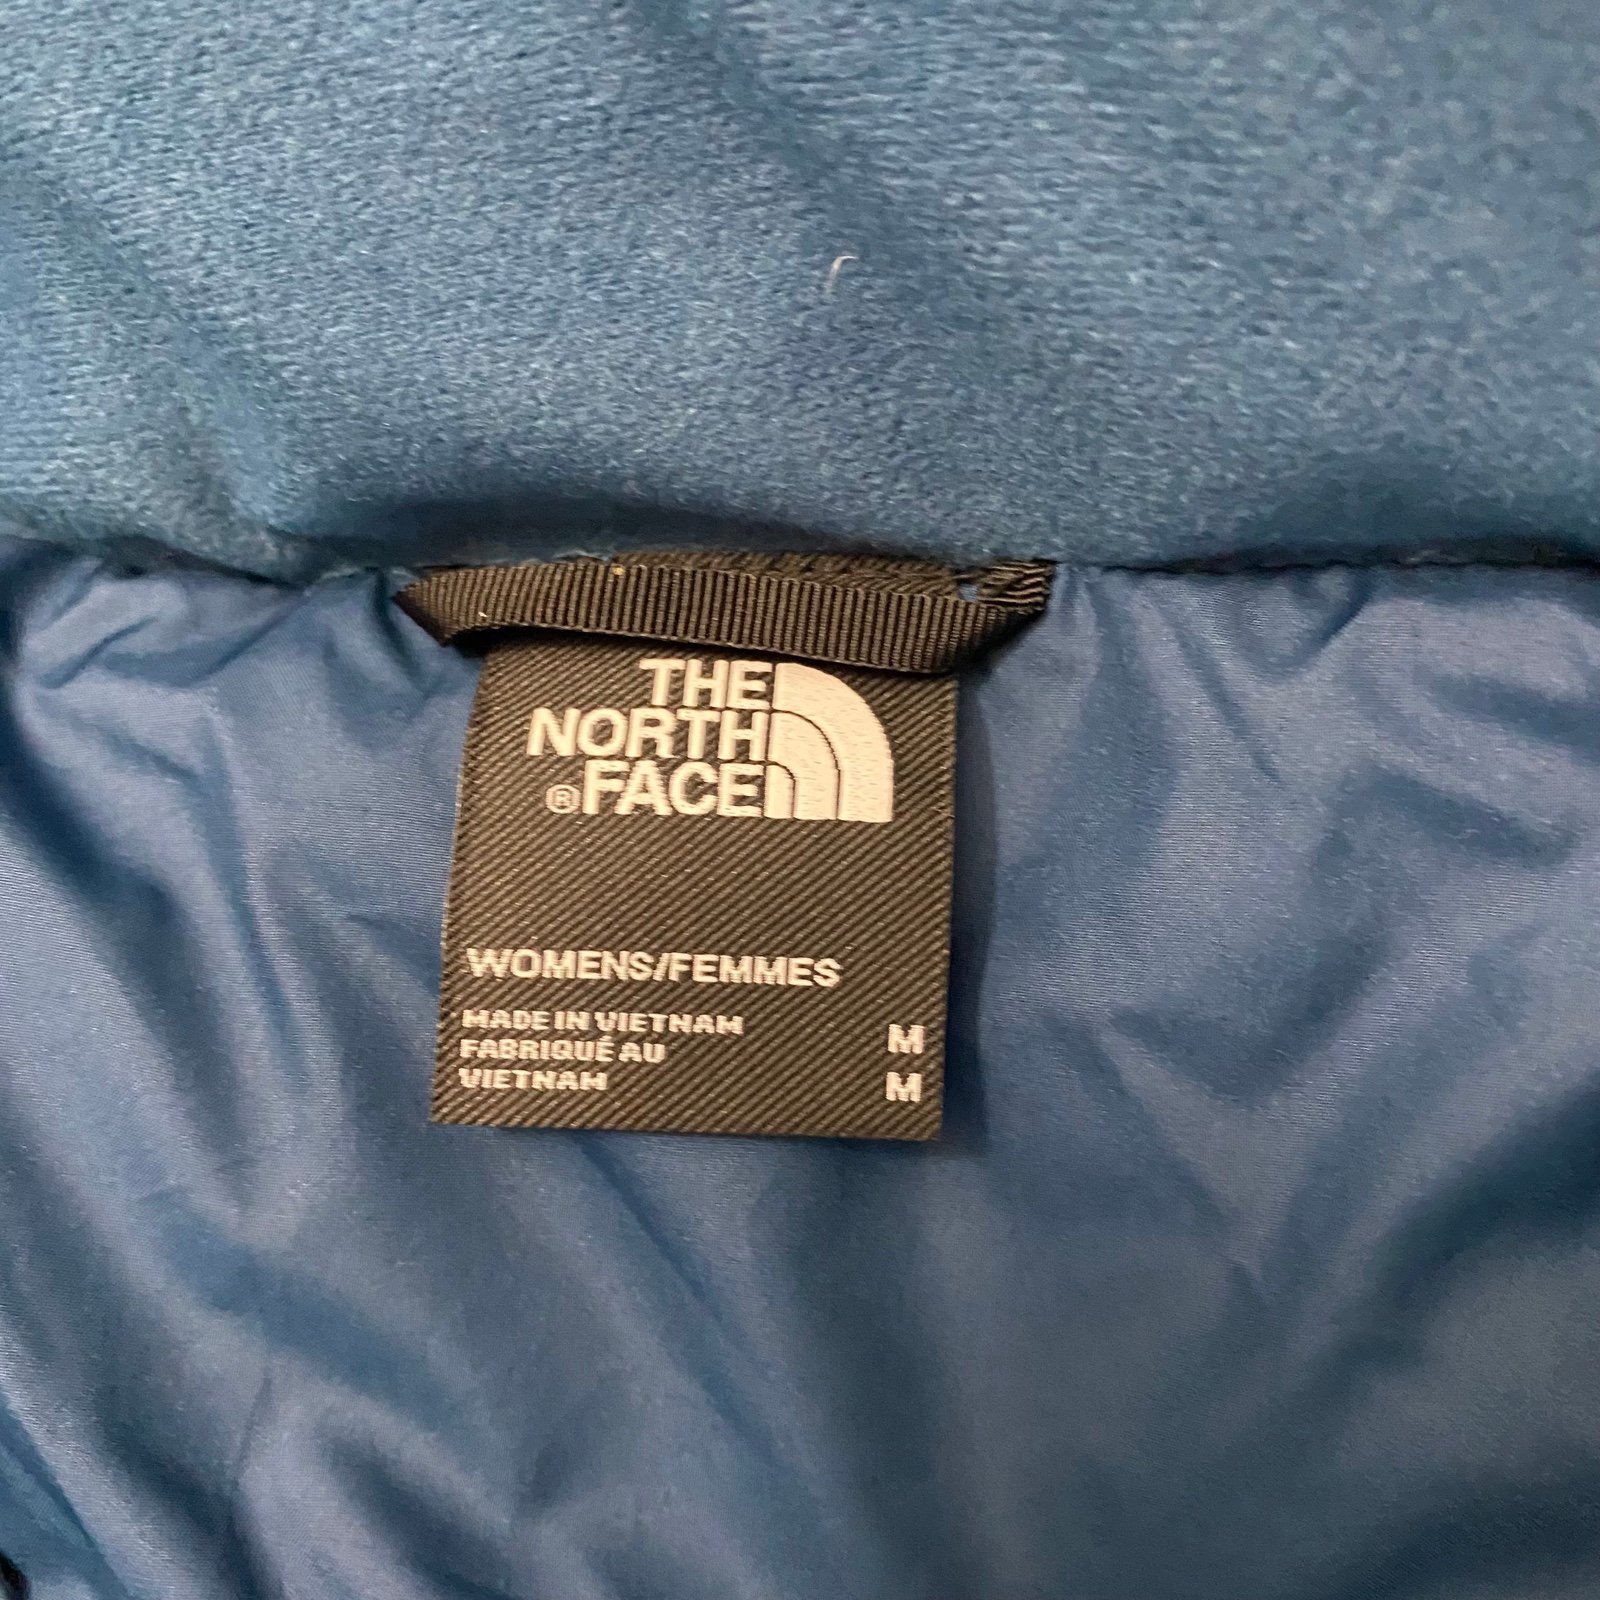 THE
NORTH
®FACE
WOMENS/FEMMES
MADE IN VIETNAM
FABRIQUÉ AU
VIETNAM
M
M